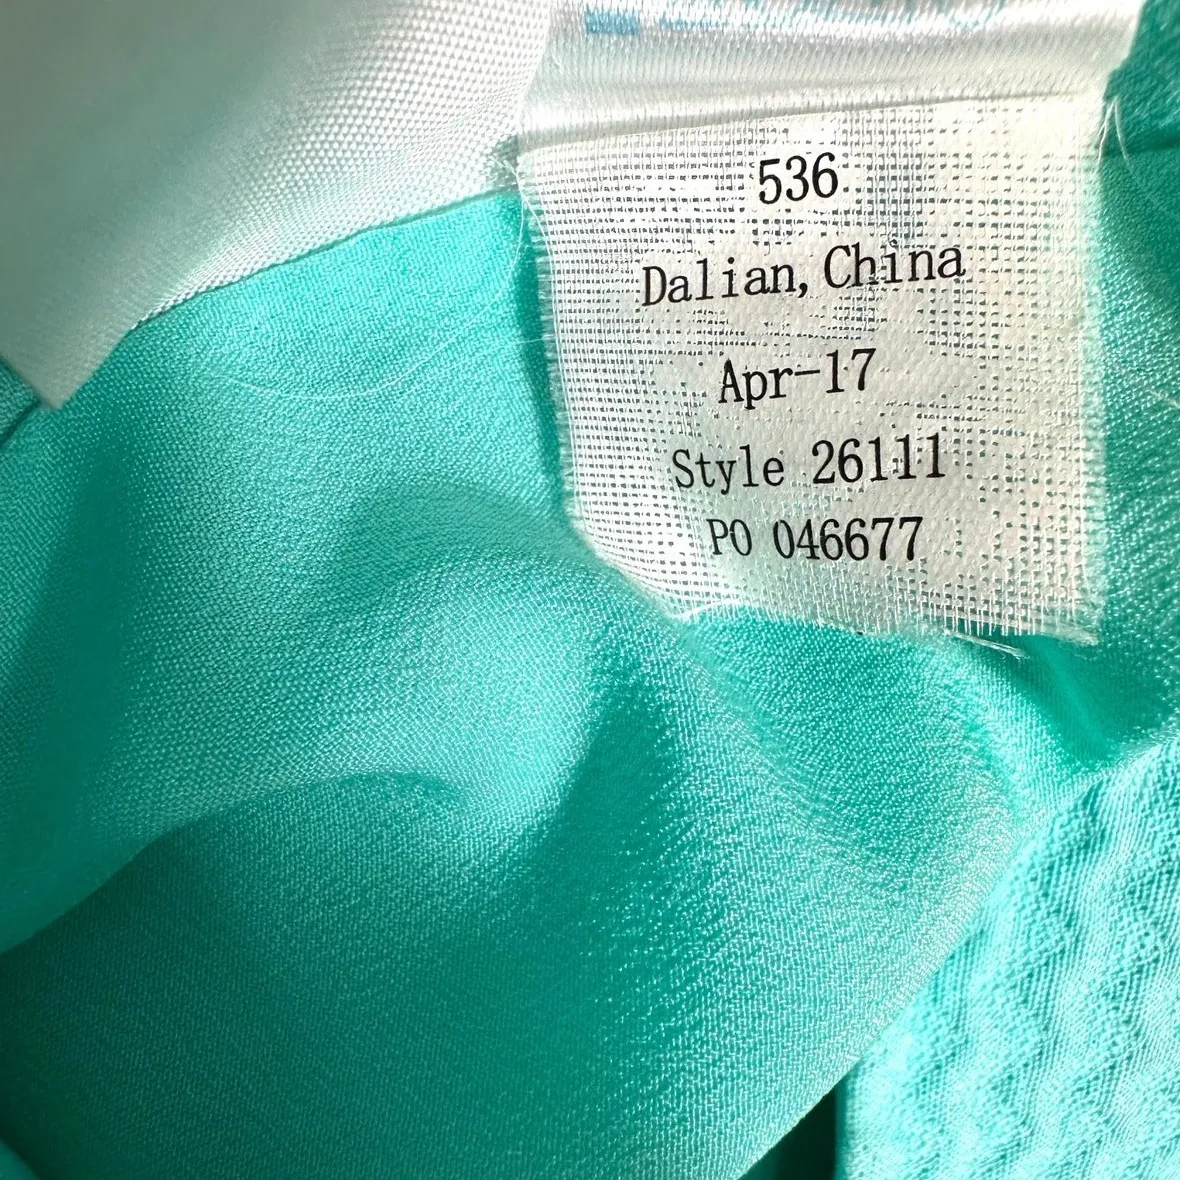 536
Dalian, China
Apr-17
Style 26111
PO 046677